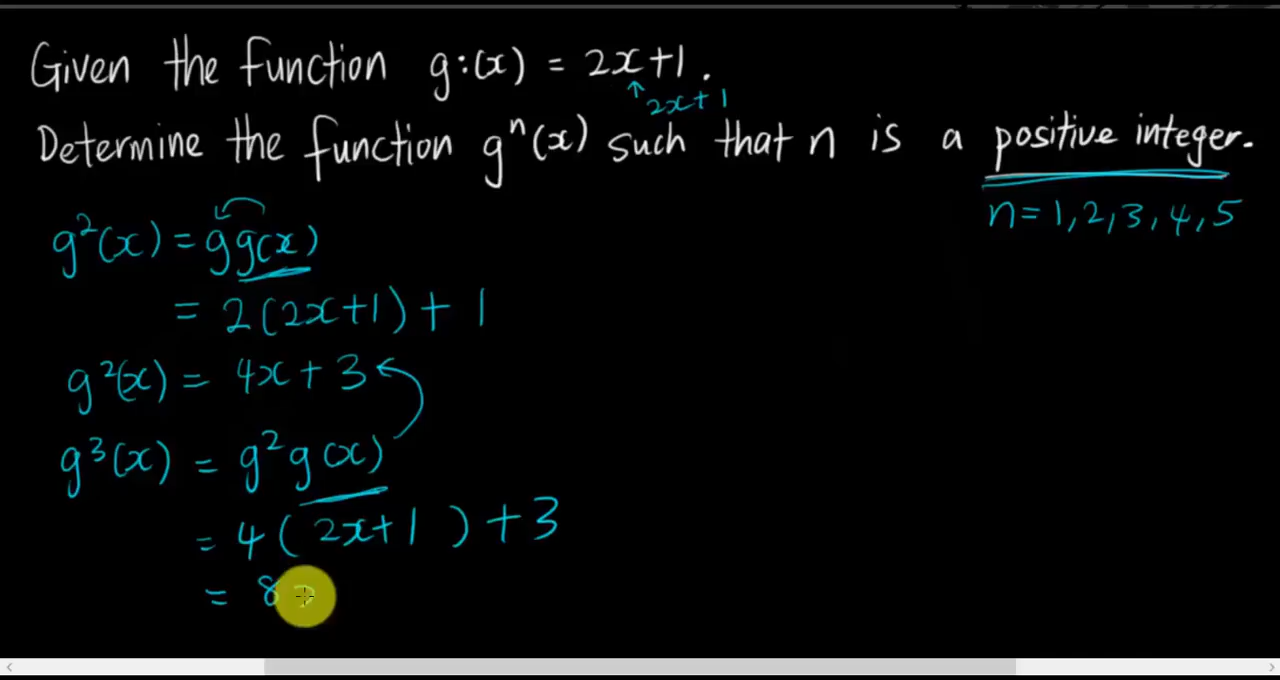 Given the function g:(x) = 2x+1.
2x+1
Determine the function gⁿ(x) such that n is a positive integer.
n=1,2,3,4,5
g²(x) = gg(x)
= 2(2x+1)+1
g²(x) = 4x+3
g³(x) = g²g(x)
= 4(2x+1)+3
= 8